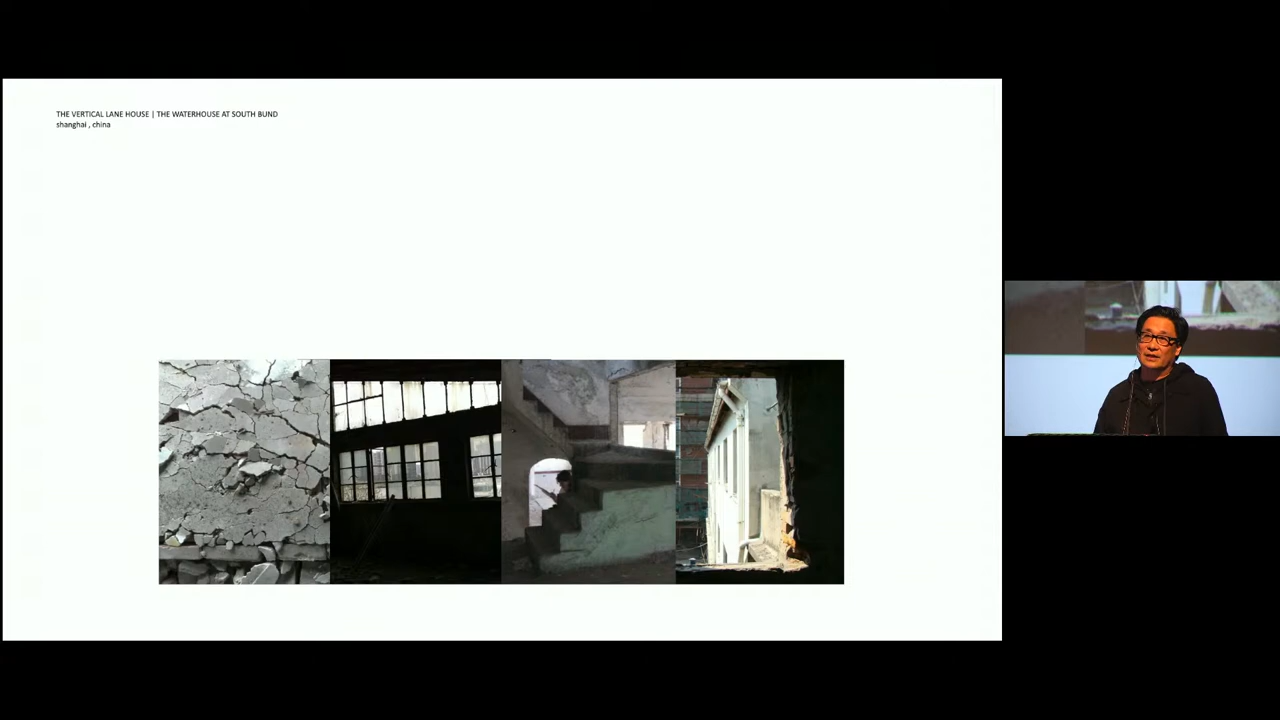 THE VERTICAL LANE HOUSE | THE WATERHOUSE AT SOUTH BUND
shanghai , china